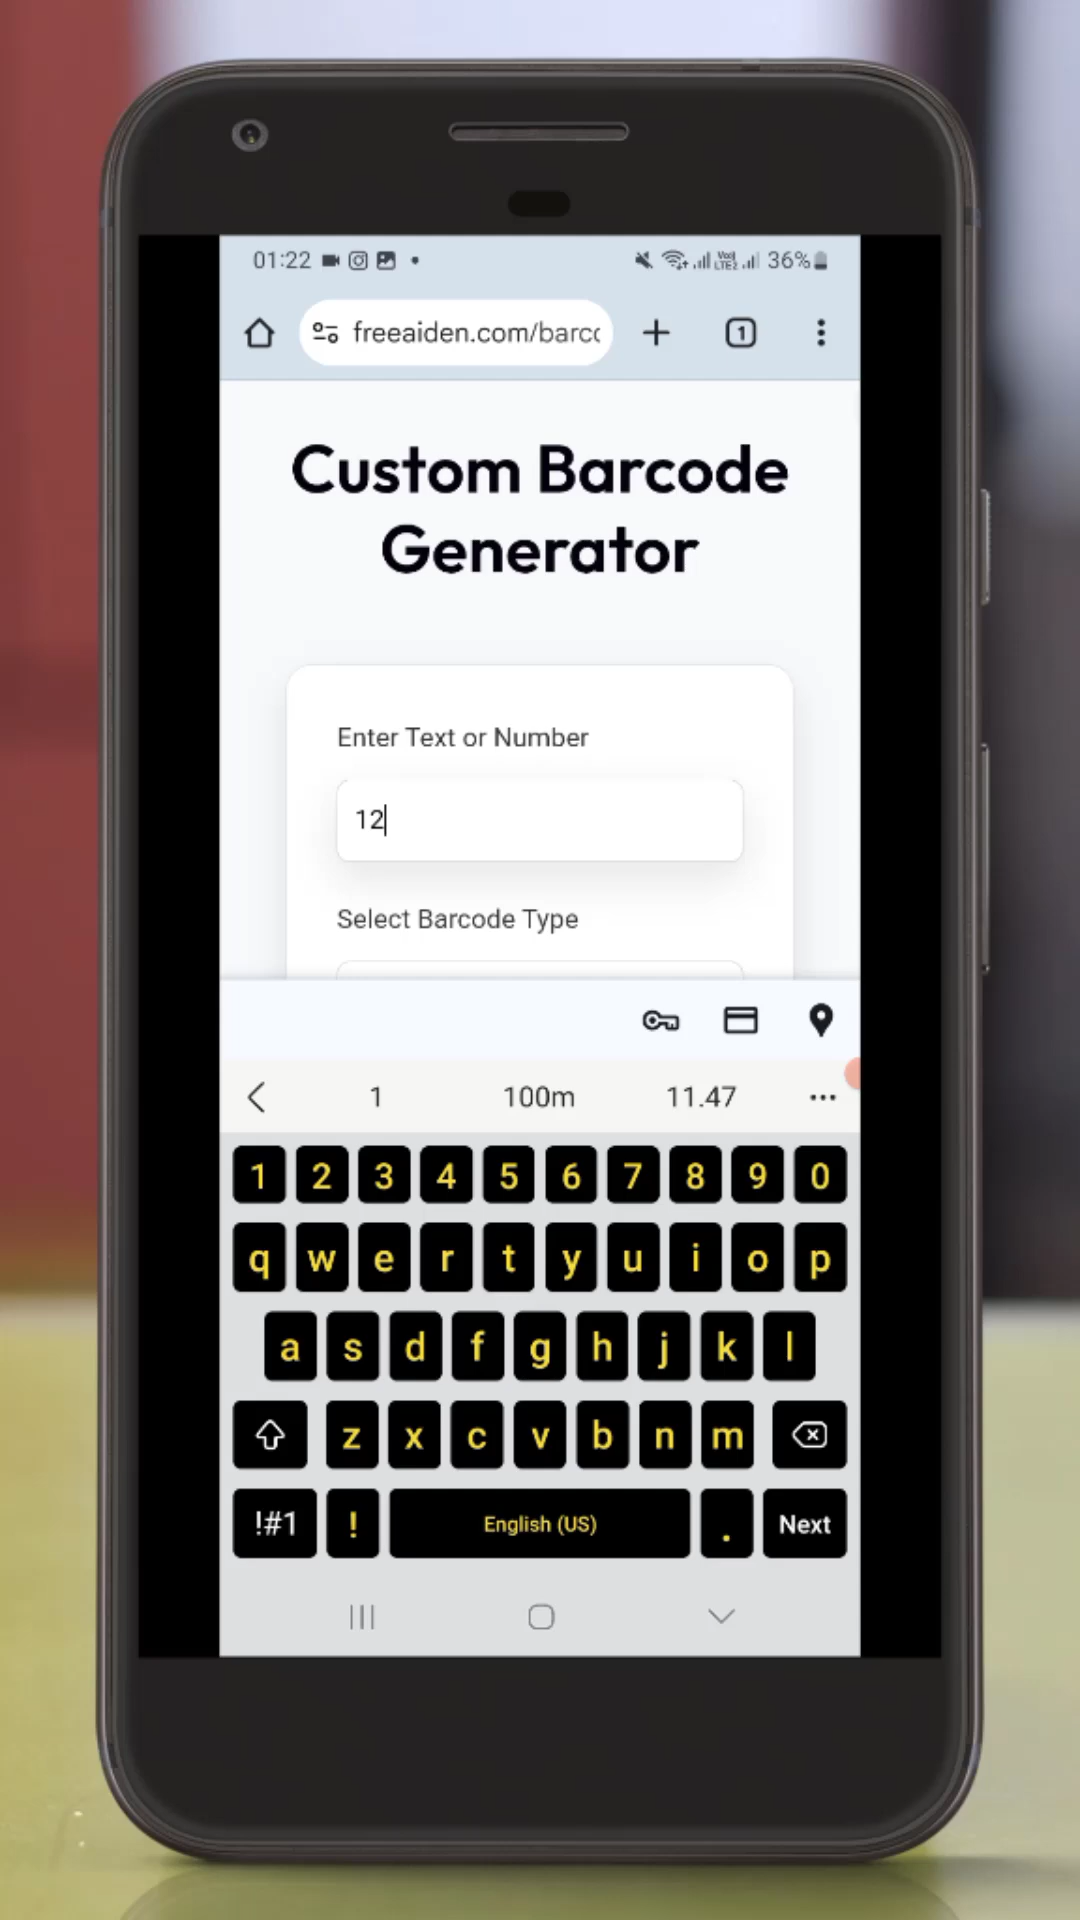 01:22 36%
freeaiden.com/barc
1
Custom Barcode
Generator
Enter Text or Number
12
Select Barcode Type
1 100m 11.47 ...
1 2 3 4 5 6 7 8 9 0
q w e r t y u i o p
a s d f g h j k l
z x c v b n m
!#1 ! English (US) . Next